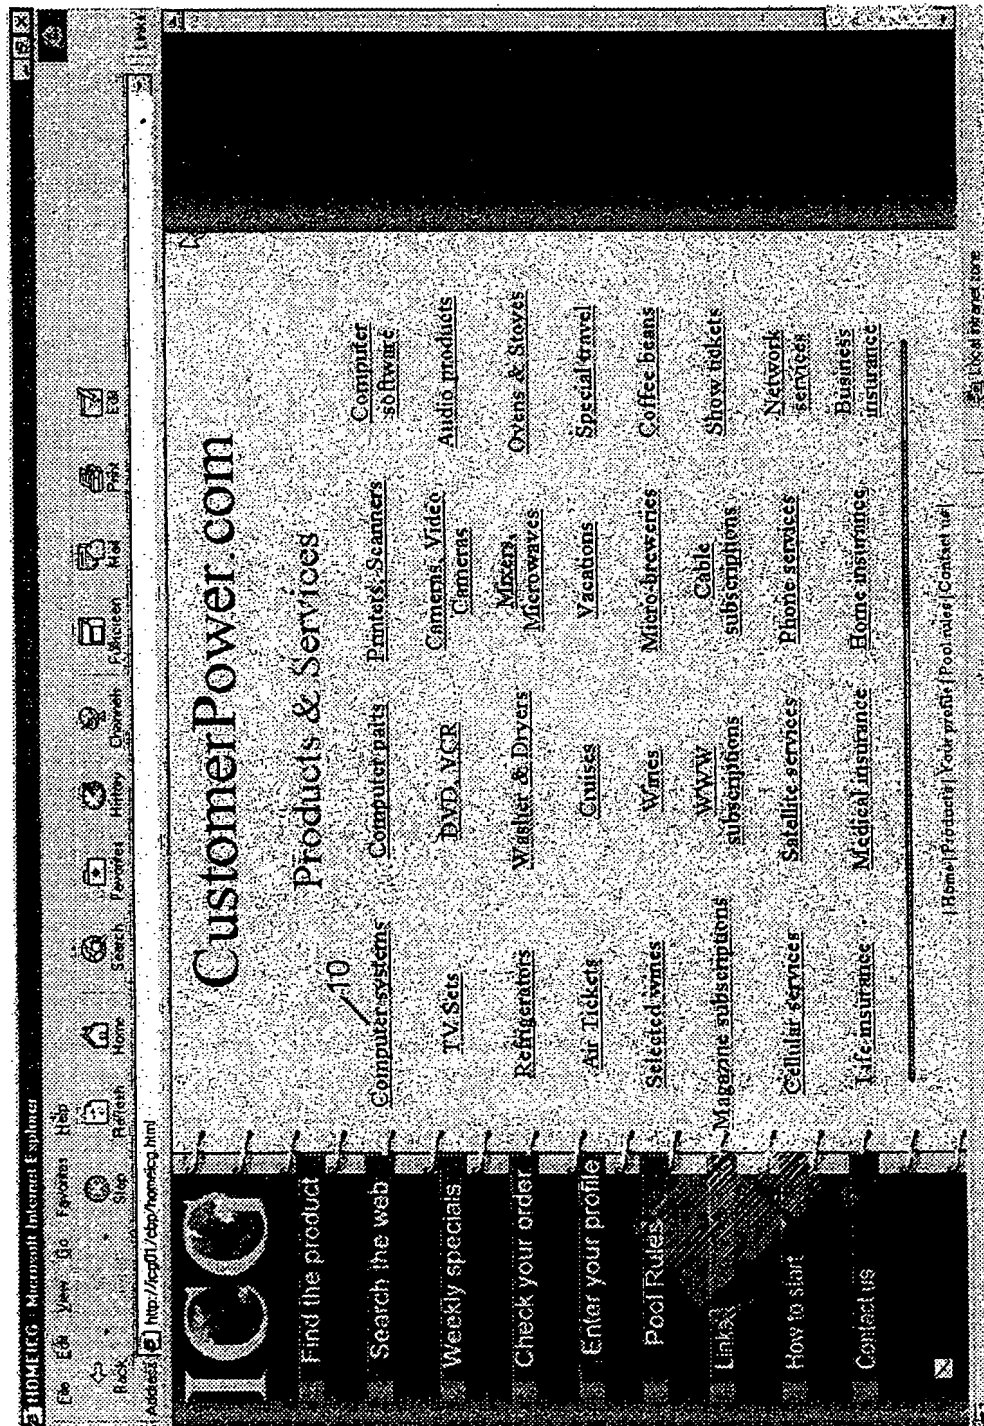 HOMEICG - Microsoft Internet Explorer
File Edit View Go Favorites Help
Back Stop Refresh Home Search Favorites History Channels Fullscreen Mail Print Edit
Address http://icg01/cbp/homeicg.html
ICG
Find the product
Search the web
Weekly specials
Check your order
Enter your profile
Pool Rules
Links
How to start
Contact us
CustomerPower.com
Products & Services
10
Computer systems Computer parts Printers, Scanners Computer software
TV Sets DVD, VCR Cameras, Video Cameras Audio products
Refrigerators Washer & Dryers Mixers, Microwaves Ovens & Stoves
Air Tickets Cruises Vacations Special travel
Selected wines Wines Micro-breweries Coffee beans
Magazine subscriptions WWW subscriptions Cable subscriptions Show tickets
Cellular services Satellite services Phone services Network services
Life insurance Medical insurance Home insurance Business insurance
|Home|Products|Your profile|Pool rules|Contact us|
Local intranet zone